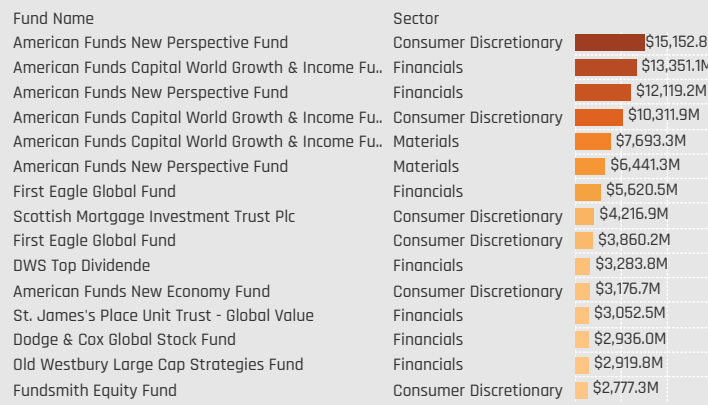 Fund Name Sector
American Funds New Perspective Fund Consumer Discretionary $15,152.8
American Funds Capital World Growth & Income Fu.. Financials $13,351.1M
American Funds New Perspective Fund Financials $12,119.2M
American Funds Capital World Growth & Income Fu.. Consumer Discretionary $10,311.9M
American Funds Capital World Growth & Income Fu.. Materials $7,693.3M
American Funds New Perspective Fund Materials $6,441.3M
First Eagle Global Fund Financials $5,620.5M
Scottish Mortgage Investment Trust Plc Consumer Discretionary $4,216.9M
First Eagle Global Fund Consumer Discretionary $3,860.2M
DWS Top Dividende Financials $3,283.8M
American Funds New Economy Fund Consumer Discretionary $3,176.7M
St. James's Place Unit Trust - Global Value Financials $3,052.5M
Dodge & Cox Global Stock Fund Financials $2,936.0M
Old Westbury Large Cap Strategies Fund Financials $2,919.8M
Fundsmith Equity Fund Consumer Discretionary $2,777.3M